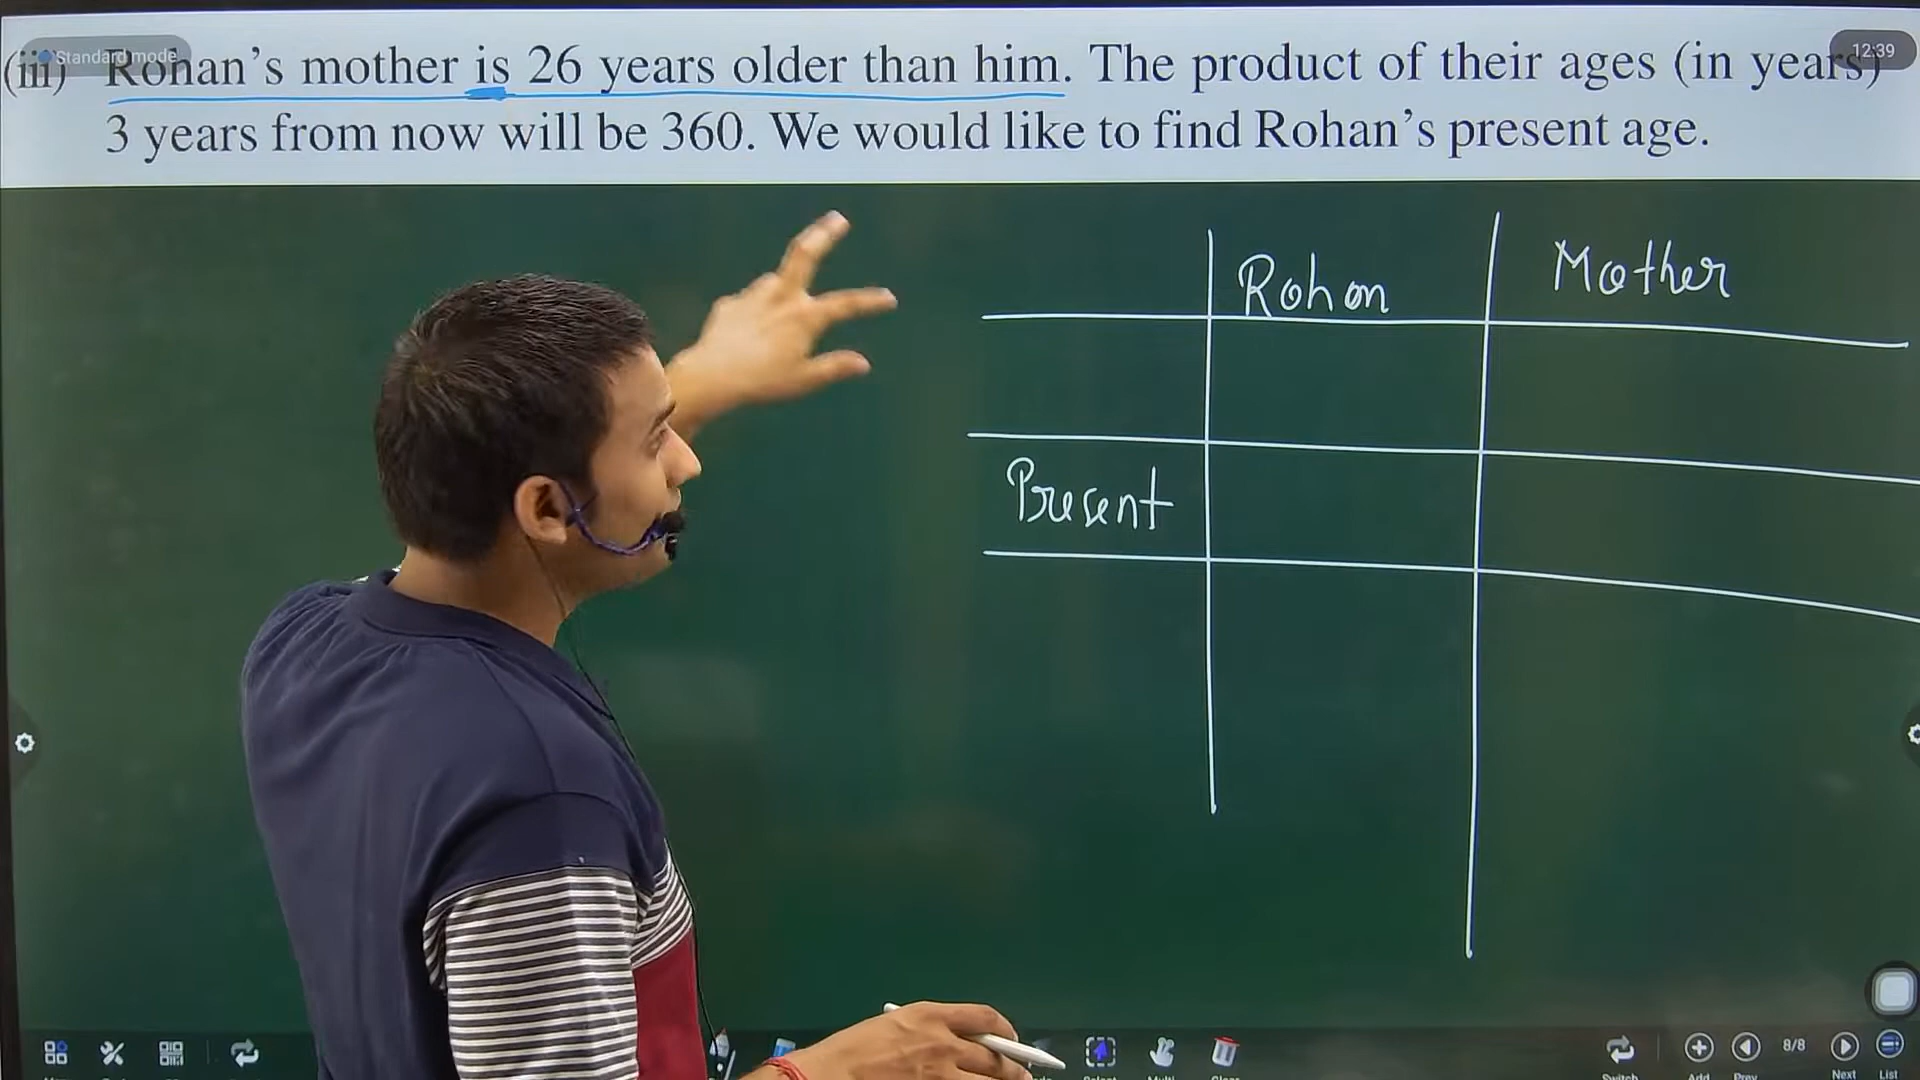 (iii) Rohan's mother is 26 years older than him. The product of their ages (in years)
Standard mode
12:39
3 years from now will be 360. We would like to find Rohan's present age.
Rohan
Mother
Present
8/8
Switch
Add
Prev
Next
List